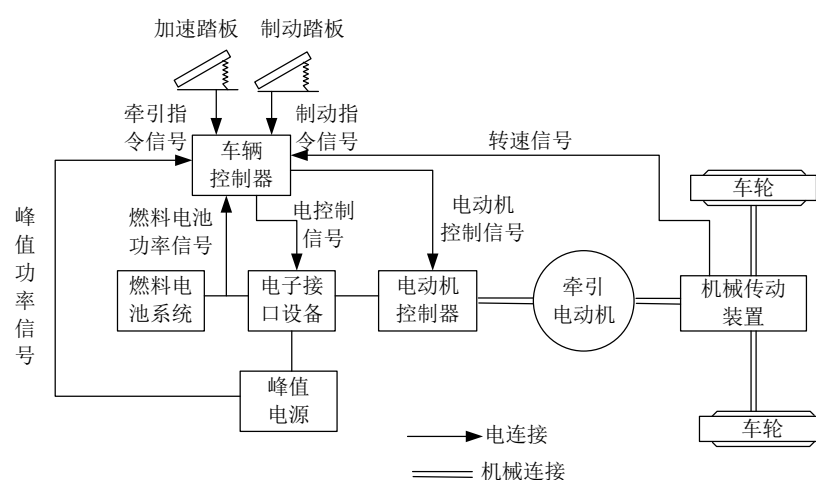 加速踏板
制动踏板
牵引指
令信号
制动指
令信号
车辆
控制器
转速信号
车轮
峰值功率信号
燃料电池
功率信号
电控制
信号
电动机
控制信号
燃料电
池系统
电子接
口设备
电动机
控制器
牵引
电动机
机械传动
装置
峰值
电源
车轮
电连接
机械连接